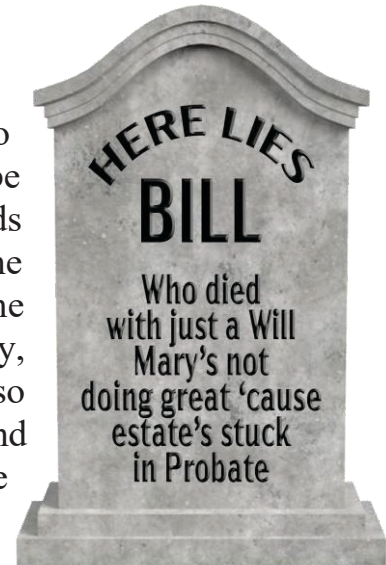 HERE LIES
BILL
Who died
with just a Will
Mary's not
doing great ‘cause
estate's stuck
in Probate